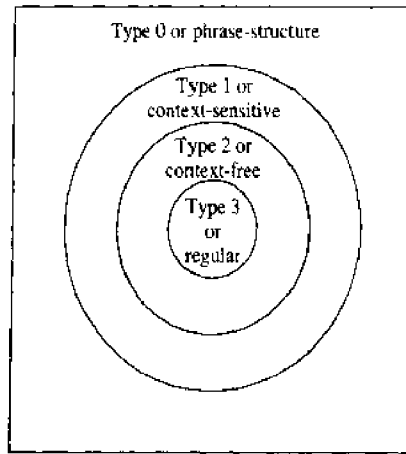 Type 0 or phrase-structure
Type 1 or
context-sensitive
Type 2 or
context-free
Type 3
or
regular